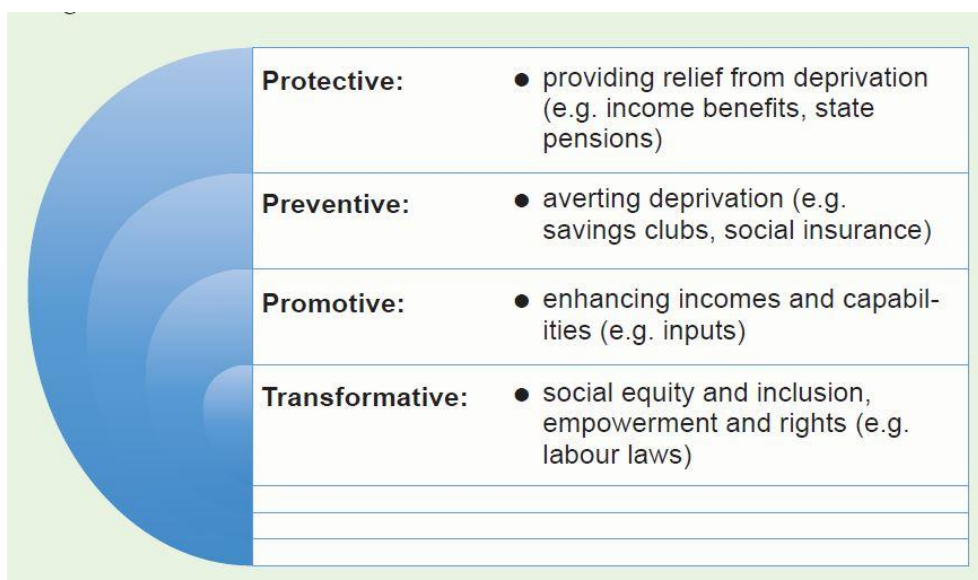 Protective:
● providing relief from deprivation
(e.g. income benefits, state
pensions)
Preventive:
● averting deprivation (e.g.
savings clubs, social insurance)
Promotive:
● enhancing incomes and capabil-
ities (e.g. inputs)
Transformative:
● social equity and inclusion,
empowerment and rights (e.g.
labour laws)